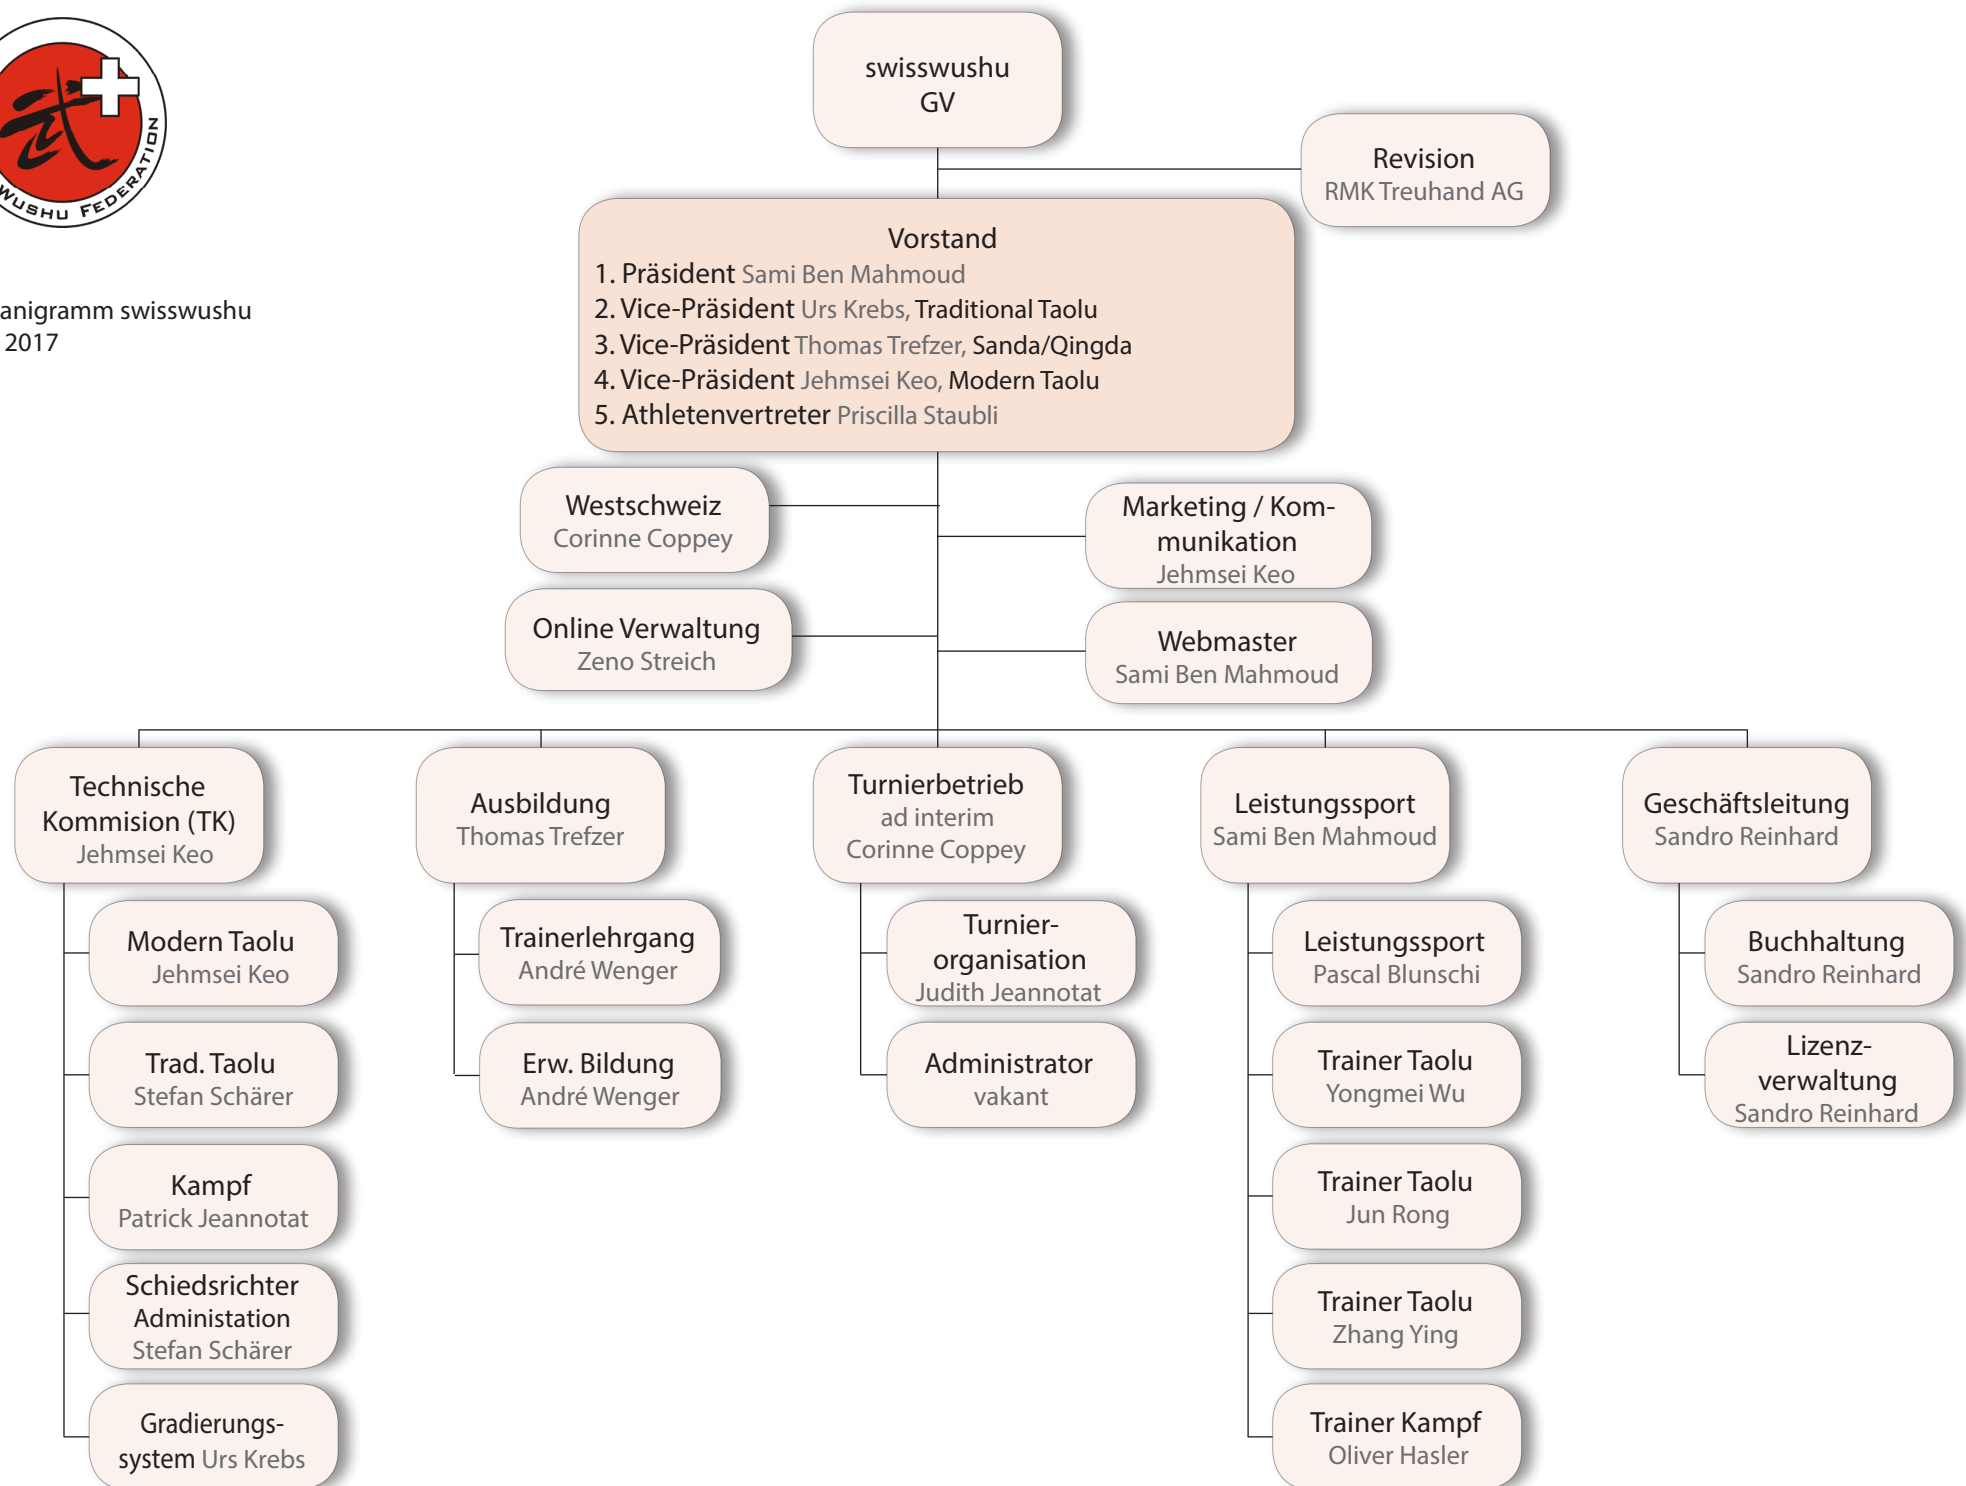 WUSHU FEDERATION
swisswushu
GV
Revision
RMK Treuhand AG
anigramm swisswushu
2017
Vorstand
1. Präsident Sami Ben Mahmoud
2. Vice-Präsident Urs Krebs, Traditional Taolu
3. Vice-Präsident Thomas Trefzer, Sanda/Qingda
4. Vice-Präsident Jehmsei Keo, Modern Taolu
5. Athletenvertreter Priscilla Staubli
Westschweiz
Corinne Coppey
Marketing / Kom-
munikation
Jehmsei Keo
Online Verwaltung
Zeno Streich
Webmaster
Sami Ben Mahmoud
Technische
Kommision (TK)
Jehmsei Keo
Modern Taolu
Jehmsei Keo
Trad. Taolu
Stefan Schärer
Kampf
Patrick Jeannotat
Schiedsrichter
Administation
Stefan Schärer
Gradierungs-
system Urs Krebs
Ausbildung
Thomas Trefzer
Trainerlehrgang
André Wenger
Erw. Bildung
André Wenger
Turnierbetrieb
ad interim
Corinne Coppey
Turnier-
organisation
Judith Jeannotat
Administrator
vakant
Leistungssport
Sami Ben Mahmoud
Leistungssport
Pascal Blunschi
Trainer Taolu
Yongmei Wu
Trainer Taolu
Jun Rong
Trainer Taolu
Zhang Ying
Trainer Kampf
Oliver Hasler
Geschäftsleitung
Sandro Reinhard
Buchhaltung
Sandro Reinhard
Lizenz-
verwaltung
Sandro Reinhard